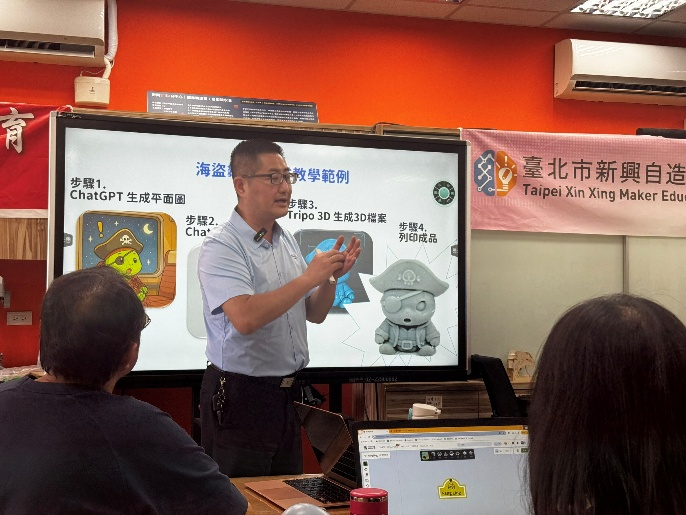 育
海盜
教學範例
步驟1.
ChatGPT 生成平面圖
步驟2.
Chat
步驟3.
Tripo 3D 生成3D檔案
步驟4.
列印成品
臺北市新興自造
Taipei Xin Xing Maker Educ